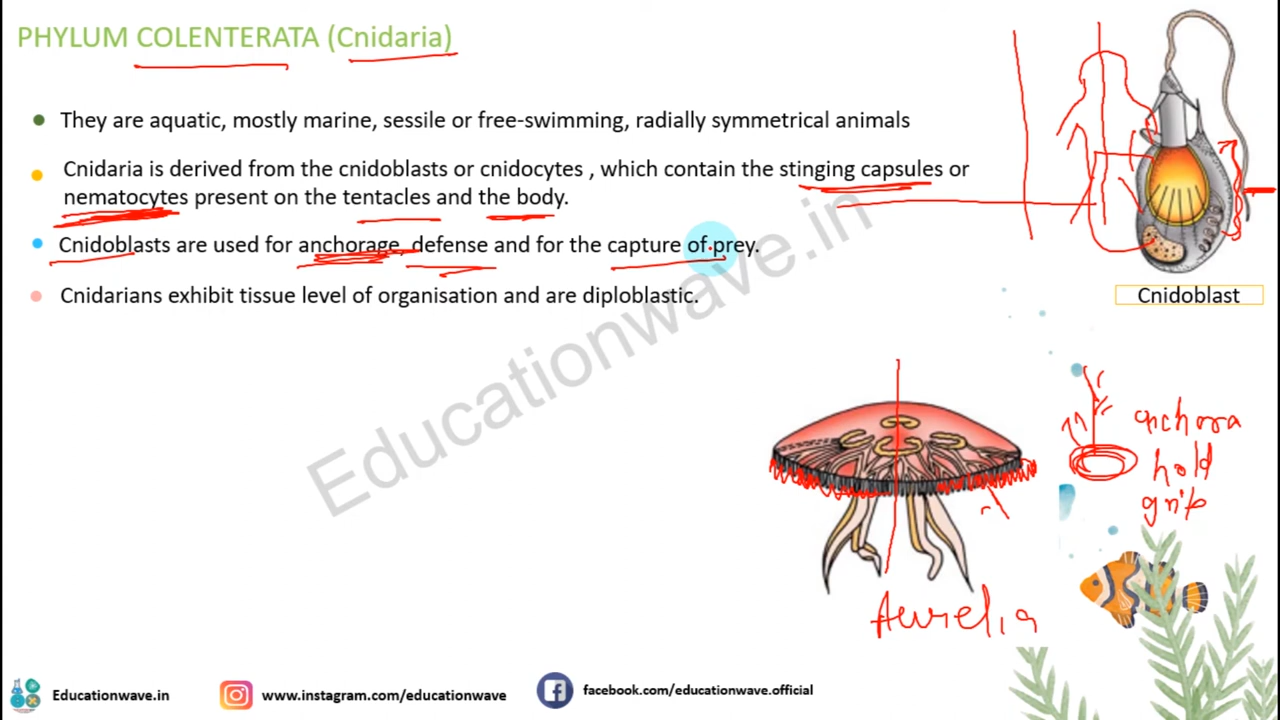 PHYLUM COLENTERATA (Cnidaria)
They are aquatic, mostly marine, sessile or free-swimming, radially symmetrical animals
Cnidaria is derived from the cnidoblasts or cnidocytes , which contain the stinging capsules or
nematocytes present on the tentacles and the body.
Cnidoblasts are used for anchorage, defense and for the capture of prey.
Cnidarians exhibit tissue level of organisation and are diploblastic.
Cnidoblast
Educationwave.in
anchora
hold
grip
Aurelia
Educationwave.in
www.instagram.com/educationwave
facebook.com/educationwave.official